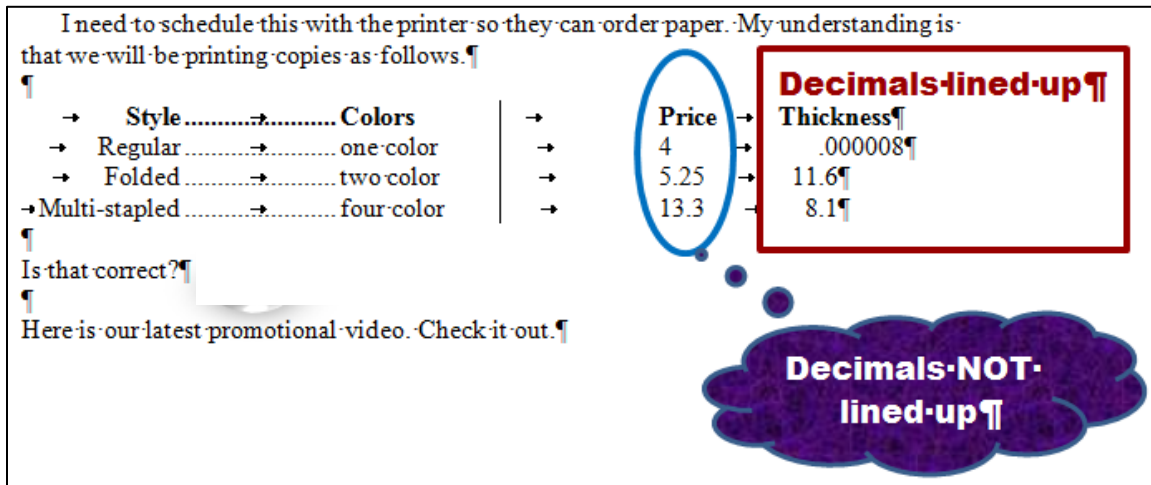 I need to schedule this with the printer so they can order paper. My understanding is
that we will be printing copies as follows.¶
¶
Decimals lined up¶
→ Style ..........→.......... Colors → Price → Thickness¶
→ Regular ..........→.......... one color → 4 → .000008¶
→ Folded ..........→.......... two color → 5.25 → 11.6¶
→ Multi-stapled ..........→.......... four color → 13.3 → 8.1¶
¶
Is that correct?¶
¶
Here is our latest promotional video. Check it out.¶
Decimals NOT
lined up¶